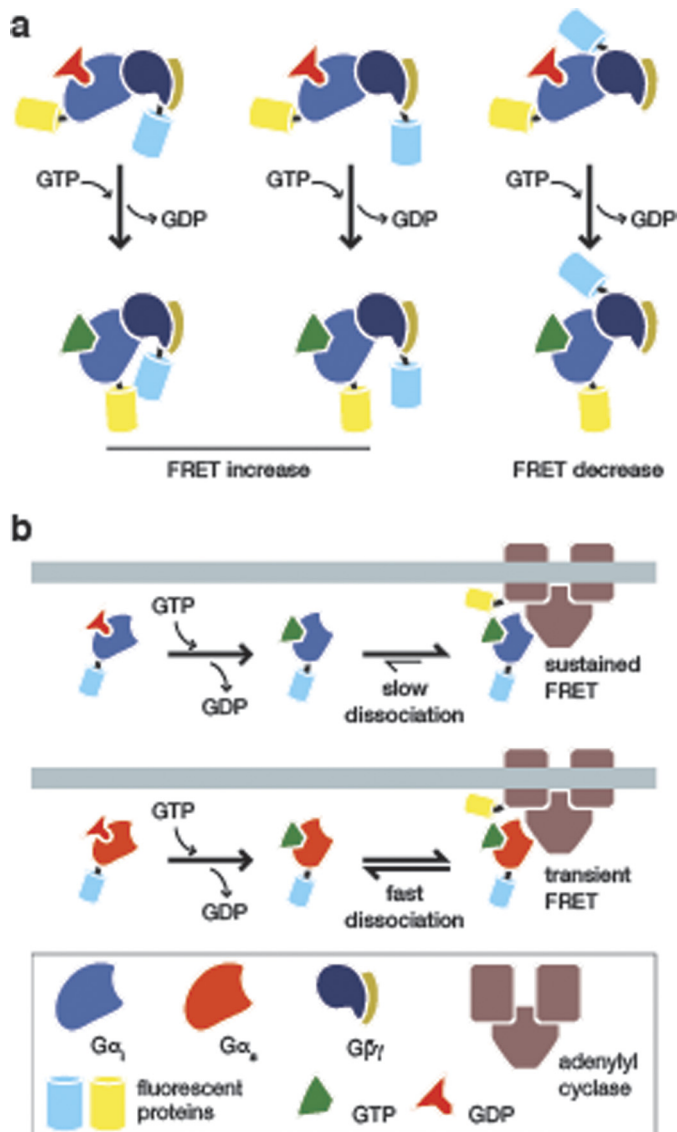 a
GTP
GDP
GTP
GDP
GTP
GDP
FRET increase
FRET decrease
b
GTP
GDP
slow
dissociation
sustained
FRET
GTP
GDP
fast
dissociation
transient
FRET
Gαi
Gαs
Gβγ
adenylyl
cyclase
fluorescent
proteins
GTP
GDP